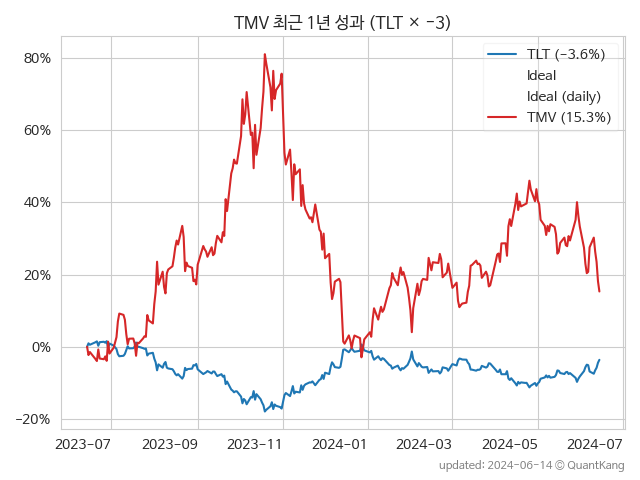 TMV 최근 1년 성과 (TLT × −3)
TLT (−3.6%)
Ideal
Ideal (daily)
TMV (15.3%)
80%
60%
40%
20%
0%
−20%
2023-07 2023-09 2023-11 2024-01 2024-03 2024-05 2024-07
updated: 2024-06-14 © QuantKang